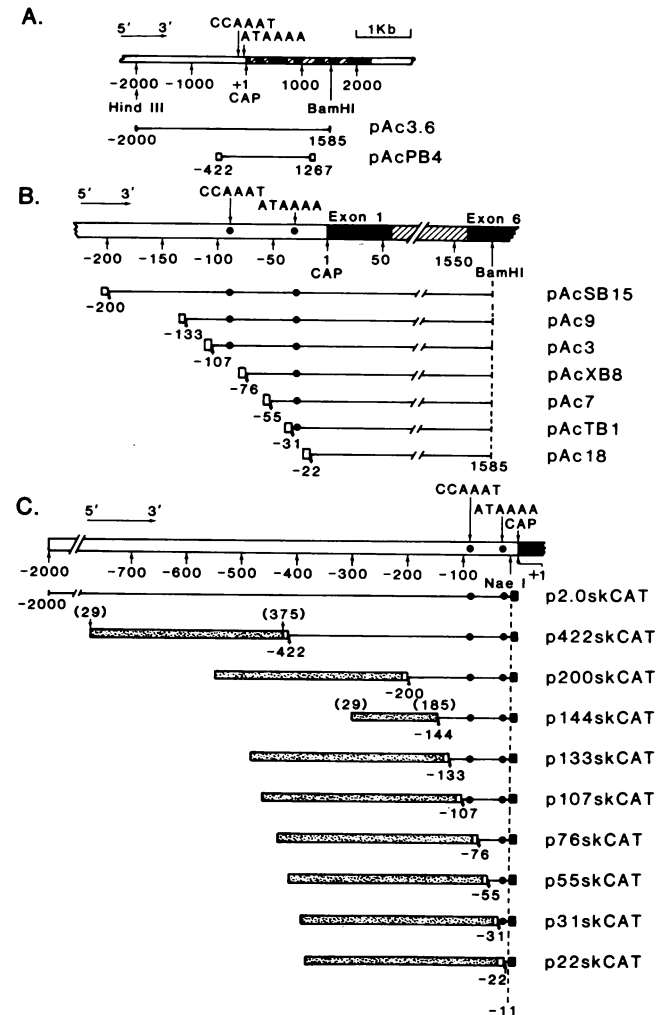 A.
CCAAAT
5' 3'
ATAAAA
1Kb
-2000 -1000 +1 1000 2000
CAP
Hind III BamHI
pAc3.6
-2000 1585
pAcPB4
-422 1267
B.
5' 3'
CCAAAT
ATAAAA
Exon 1 Exon 6
-200 -150 -100 -50 1 50 1550
CAP BamHI
pAcSB15
-200
pAc9
-133
pAc3
-107
pAcXB8
-76
pAc7
-55
pAcTB1
-31
pAc18
-22 1585
C.
CCAAAT
5' 3'
ATAAAA
CAP
-2000 -700 -600 -500 -400 -300 -200 -100 Nae I +1
-2000
p2.0skCAT
(29) (375)
p422skCAT
-422
p200skCAT
-200
(29) (185)
p144skCAT
-144
p133skCAT
-133
p107skCAT
-107
p76skCAT
-76
p55skCAT
-55
p31skCAT
-31
p22skCAT
-22
-11